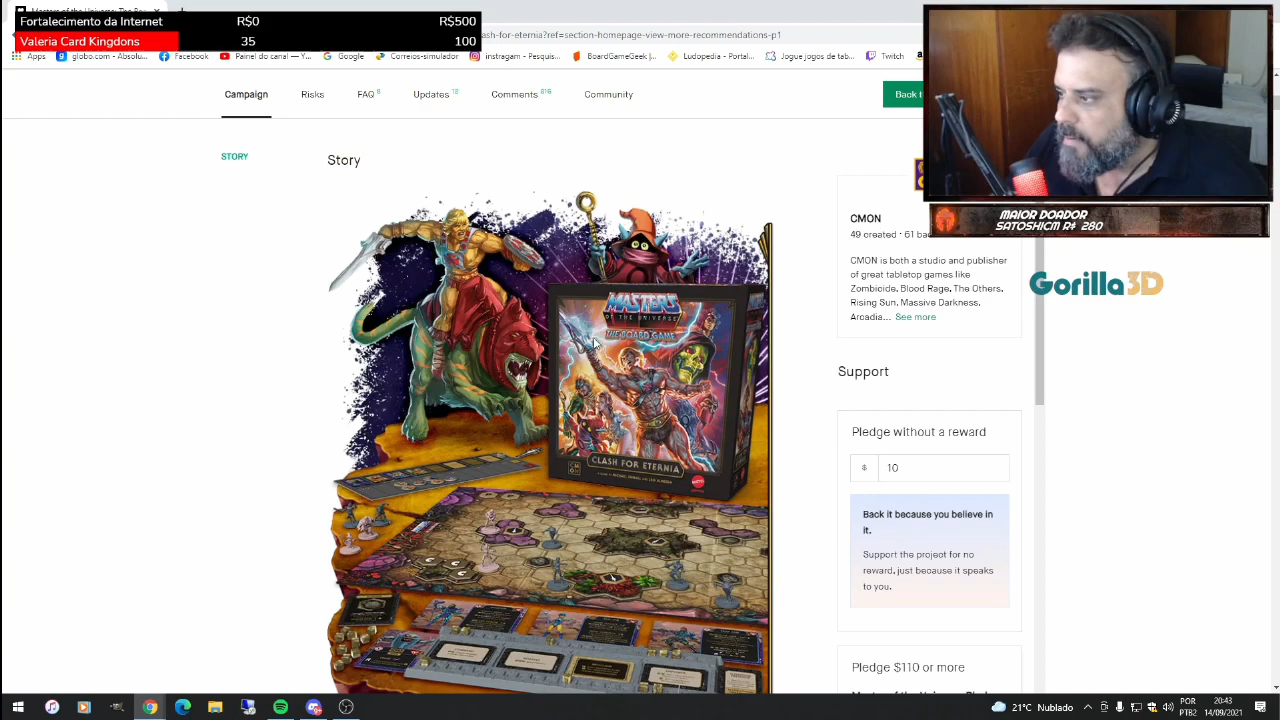 Fortalecimento da Internet R$0 R$500
Valeria Card Kingdons 35 100
ash-for-eternia?ref=section-homepage-view-more-recommendations-p1
Apps globo.com - Absolu... Facebook Painel do canal — Y... Google Correios-simulador instragam - Pesquis... BoardGameGeek |... Ludopedia - Portal... Jogue jogos de tab... Twitch
Campaign Risks FAQ 8 Updates 18 Comments 816 Community Back t
STORY
Story
MAIOR DOADOR
SATOSHICM R$ 280
Gorilla3D
CMON
49 created · 61 ba
CMON is both a studio and publisher
of great tabletop games like
Zombicide, Blood Rage, The Others,
Rising Sun, Massive Darkness,
Arcadia... See more
MASTERS
OF THE UNIVERSE
THE BOARD GAME
CLASH FOR ETERNIA
MATTEL
Support
Pledge without a reward
$ 10
Back it because you believe in
it.
Support the project for no
reward, just because it speaks
to you.
Pledge $110 or more
21°C Nublado POR 20:43
PTB2 14/09/2021